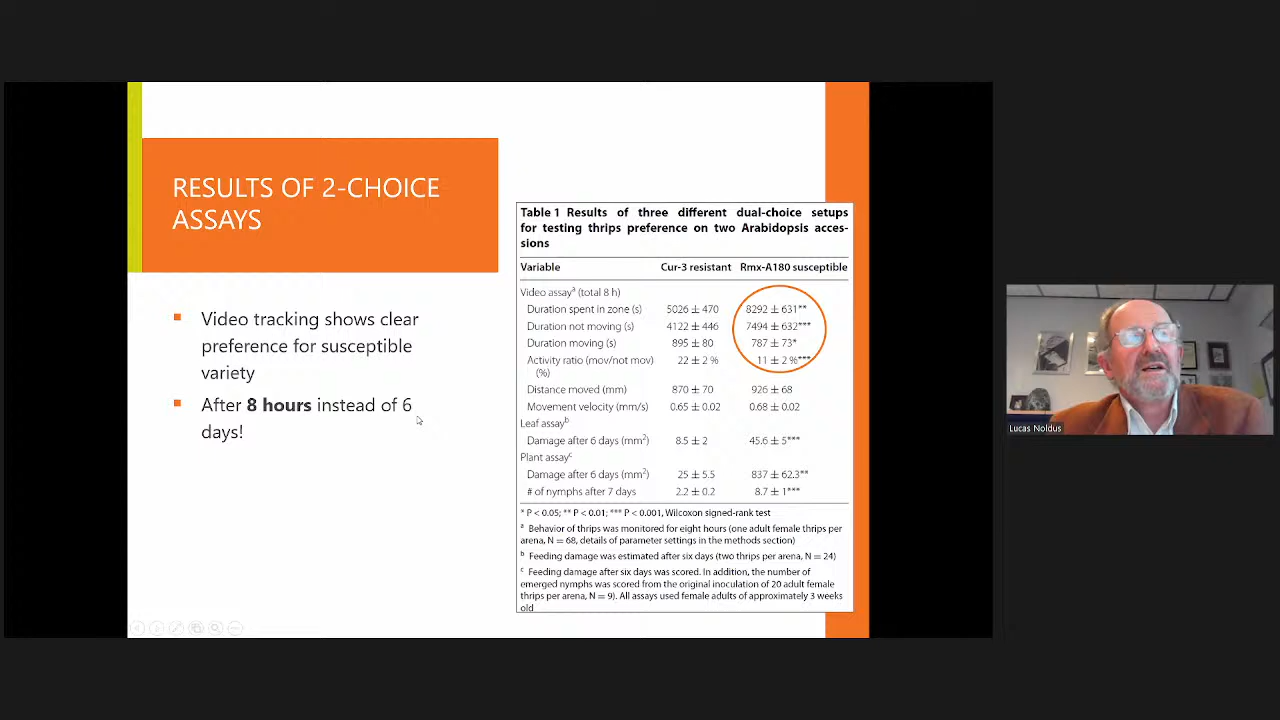 RESULTS OF 2-CHOICE
ASSAYS
Video tracking shows clear
preference for susceptible
variety
After 8 hours instead of 6
days!
Table 1 Results of three different dual-choice setups
for testing thrips preference on two Arabidopsis acces-
sions
Variable Cur-3 resistant Rmx-A180 susceptible
Video assayᵃ (total 8 h)
Duration spent in zone (s) 5026 ± 470 8292 ± 631**
Duration not moving (s) 4122 ± 446 7494 ± 632***
Duration moving (s) 895 ± 80 787 ± 73*
Activity ratio (mov/not mov) 22 ± 2 % 11 ± 2 %***
(%)
Distance moved (mm) 870 ± 70 926 ± 68
Movement velocity (mm/s) 0.65 ± 0.02 0.68 ± 0.02
Leaf assayᵇ
Damage after 6 days (mm²) 8.5 ± 2 45.6 ± 5***
Plant assayᶜ
Damage after 6 days (mm²) 25 ± 5.5 837 ± 62.3**
# of nymphs after 7 days 2.2 ± 0.2 8.7 ± 1***
* P < 0.05; ** P < 0.01; *** P < 0.001, Wilcoxon signed-rank test
ᵃ Behavior of thrips was monitored for eight hours (one adult female thrips per
arena, N = 68, details of parameter settings in the methods section)
ᵇ Feeding damage was estimated after six days (two thrips per arena, N = 24)
ᶜ Feeding damage after six days was scored. In addition, the number of
emerged nymphs was scored from the original inoculation of 20 adult female
thrips per arena, N = 9). All assays used female adults of approximately 3 weeks
old
Lucas Noldus